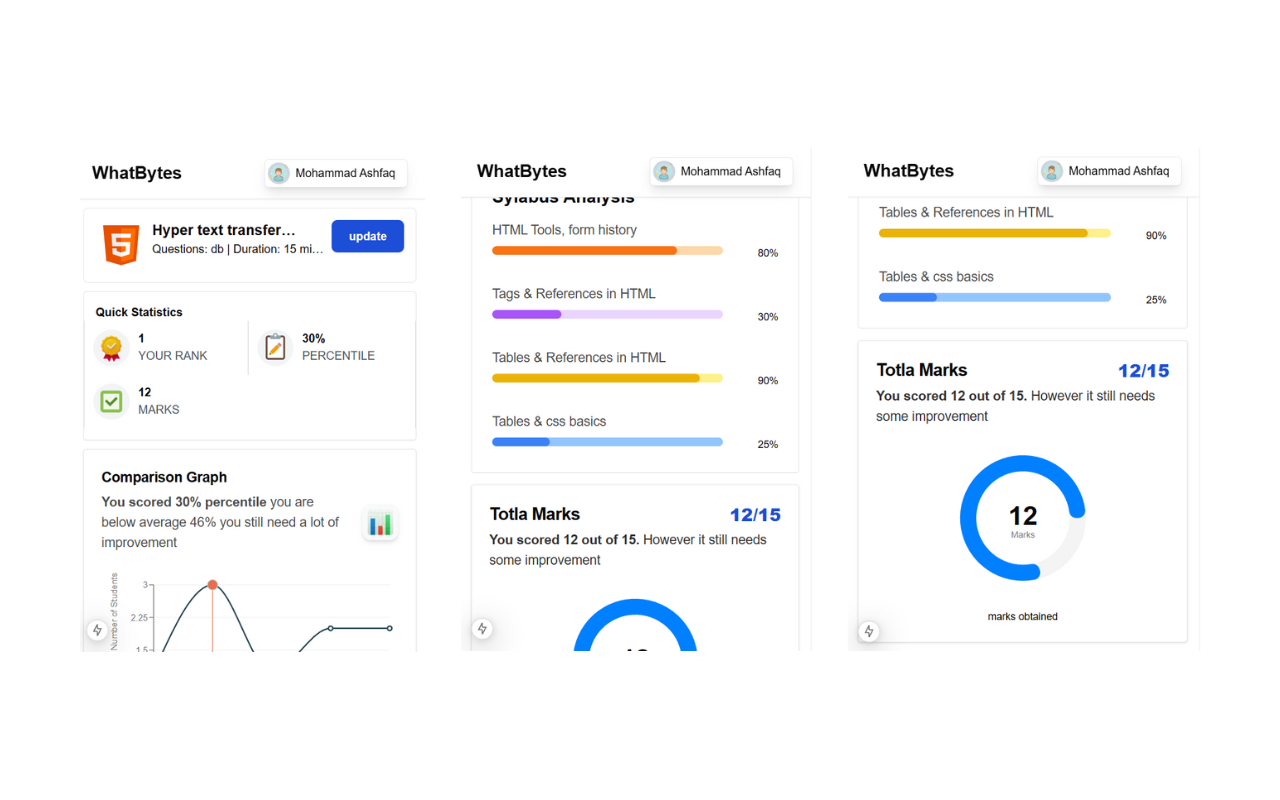 WhatBytes
Mohammad Ashfaq
5
Hyper text transfer...
Questions: db | Duration: 15 mi...
update
Quick Statistics
1
YOUR RANK
30%
PERCENTILE
12
MARKS
Comparison Graph
You scored 30% percentile you are
below average 46% you still need a lot of
improvement
Number of Students
3
2.25
1.5
WhatBytes
Mohammad Ashfaq
Sylabus Analysis
HTML Tools, form history
80%
Tags & References in HTML
30%
Tables & References in HTML
90%
Tables & css basics
25%
Totla Marks
12/15
You scored 12 out of 15. However it still needs
some improvement
12
WhatBytes
Mohammad Ashfaq
Tables & References in HTML
90%
Tables & css basics
25%
Totla Marks
12/15
You scored 12 out of 15. However it still needs
some improvement
12
Marks
marks obtained